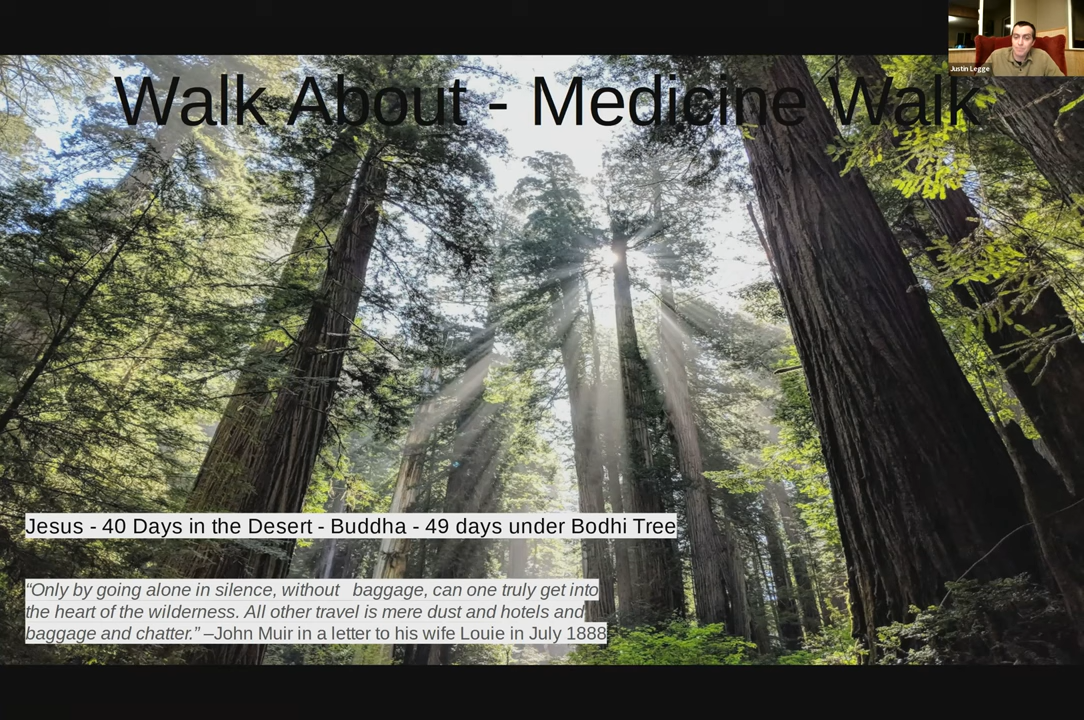 Walk About - Medicine Walk
Justin Legge
Jesus - 40 Days in the Desert - Buddha - 49 days under Bodhi Tree
“Only by going alone in silence, without   baggage, can one truly get into
the heart of the wilderness. All other travel is mere dust and hotels and
baggage and chatter.” –John Muir in a letter to his wife Louie in July 1888